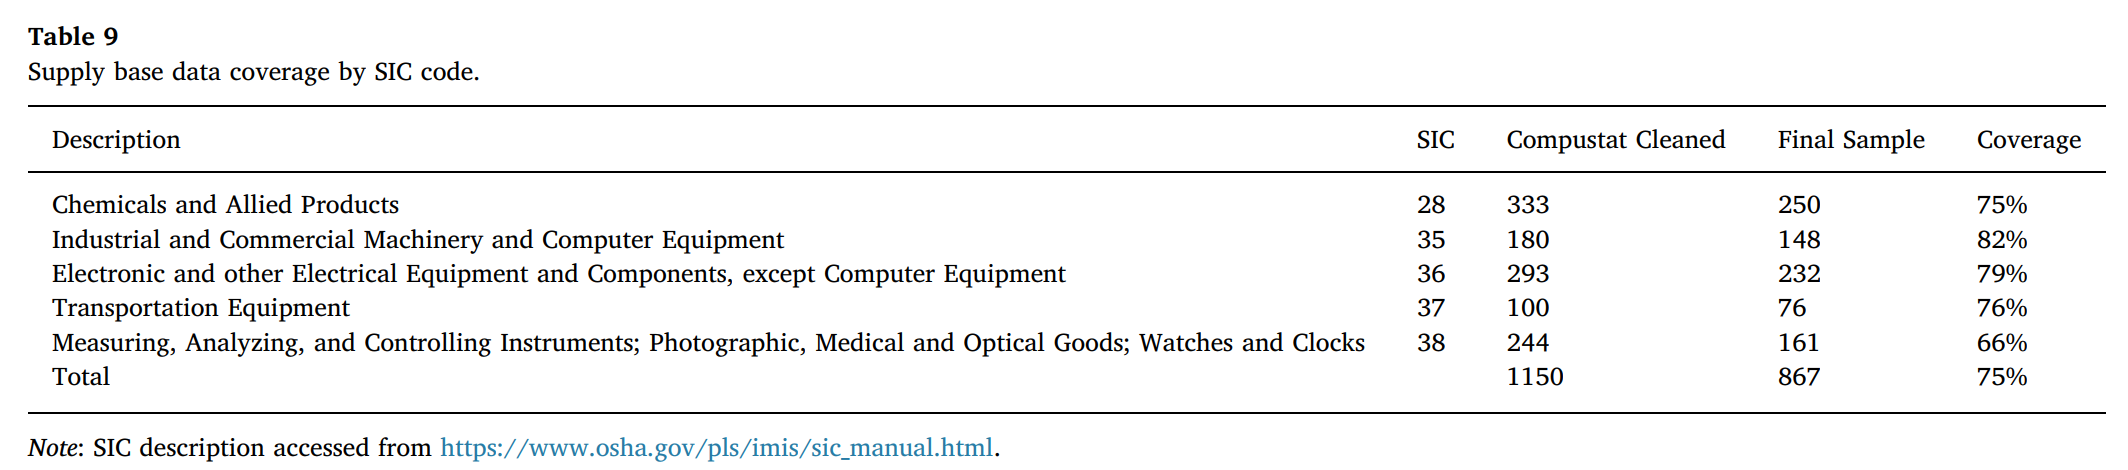 Table 9
Supply base data coverage by SIC code.
Description SIC Compustat Cleaned Final Sample Coverage
Chemicals and Allied Products 28 333 250 75%
Industrial and Commercial Machinery and Computer Equipment 35 180 148 82%
Electronic and other Electrical Equipment and Components, except Computer Equipment 36 293 232 79%
Transportation Equipment 37 100 76 76%
Measuring, Analyzing, and Controlling Instruments; Photographic, Medical and Optical Goods; Watches and Clocks 38 244 161 66%
Total 1150 867 75%
Note: SIC description accessed from https://www.osha.gov/pls/imis/sic_manual.html.